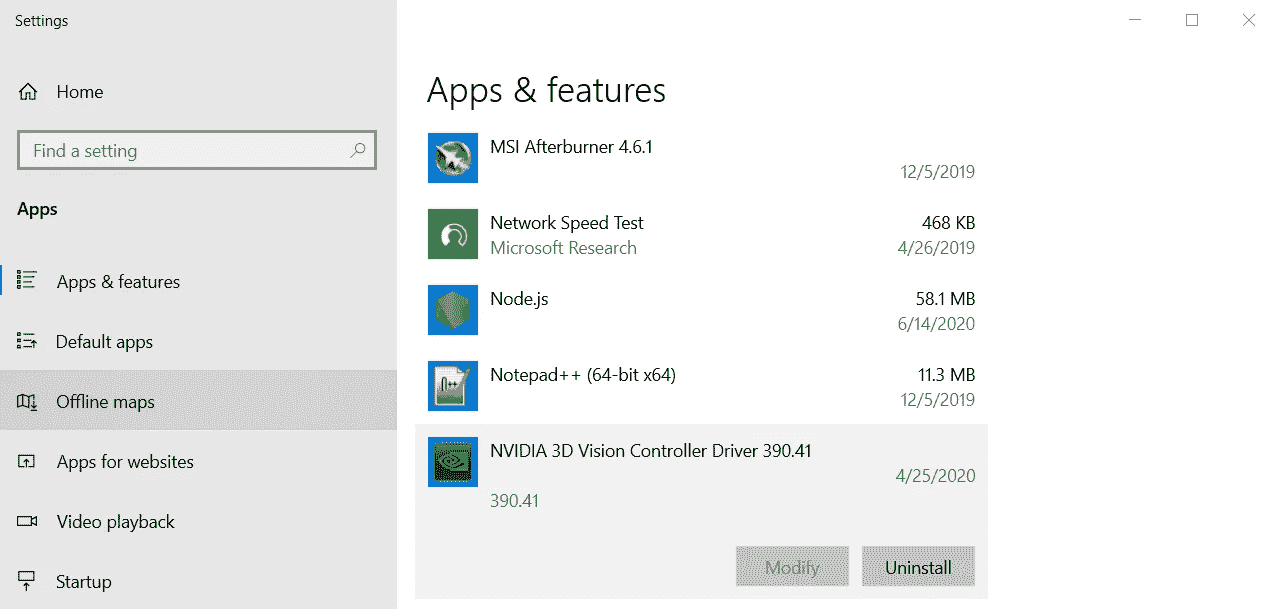 Settings
Home
Find a setting
Apps
Apps & features
Default apps
Offline maps
Apps for websites
Video playback
Startup
Apps & features
MSI Afterburner 4.6.1
12/5/2019
Network Speed Test 468 KB
Microsoft Research 4/26/2019
Node.js 58.1 MB
6/14/2020
Notepad++ (64-bit x64) 11.3 MB
12/5/2019
NVIDIA 3D Vision Controller Driver 390.41
4/25/2020
390.41
Modify Uninstall